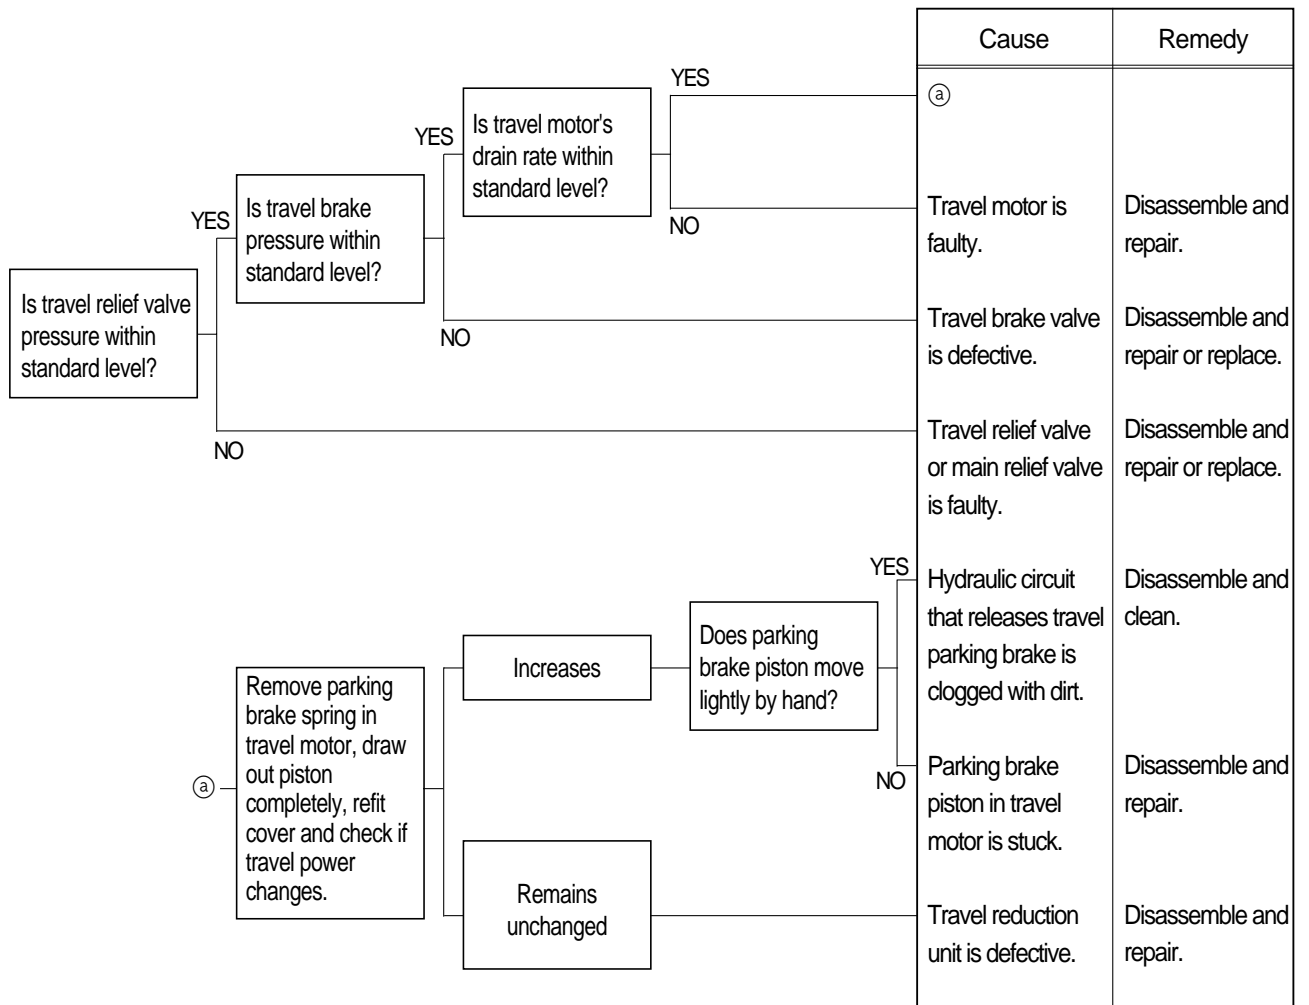 Cause
Remedy
YES
ⓐ
Is travel motor's
drain rate within
standard level?
YES
NO
Travel motor is
faulty.
Disassemble and
repair.
Is travel brake
pressure within
standard level?
YES
NO
Travel brake valve
is defective.
Disassemble and
repair or replace.
Is travel relief valve
pressure within
standard level?
NO
Travel relief valve
or main relief valve
is faulty.
Disassemble and
repair or replace.
ⓐ
Remove parking
brake spring in
travel motor, draw
out piston
completely, refit
cover and check if
travel power
changes.
Increases
Does parking
brake piston move
lightly by hand?
YES
Hydraulic circuit
that releases travel
parking brake is
clogged with dirt.
Disassemble and
clean.
NO
Parking brake
piston in travel
motor is stuck.
Disassemble and
repair.
Remains
unchanged
Travel reduction
unit is defective.
Disassemble and
repair.